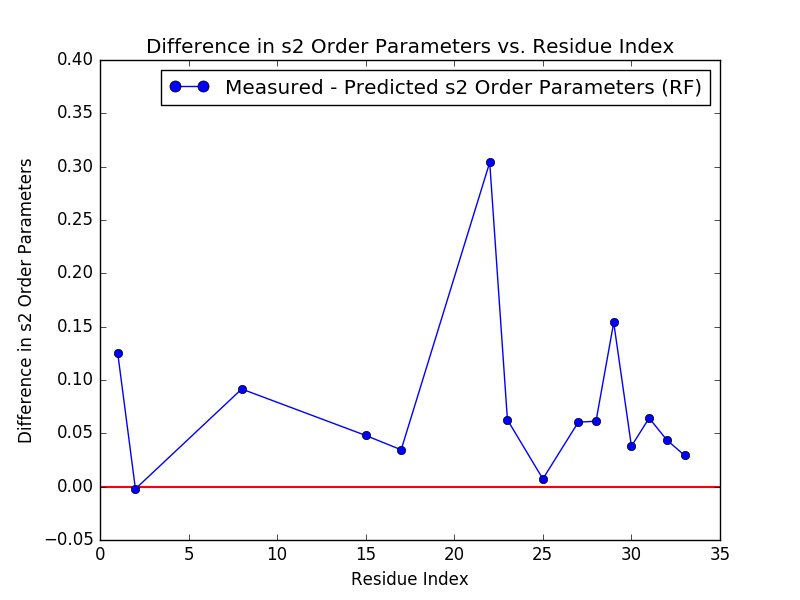 Difference in s2 Order Parameters vs. Residue Index
Measured - Predicted s2 Order Parameters (RF)
Difference in s2 Order Parameters
0.40
0.35
0.30
0.25
0.20
0.15
0.10
0.05
0.00
−0.05
0 5 10 15 20 25 30 35
Residue Index